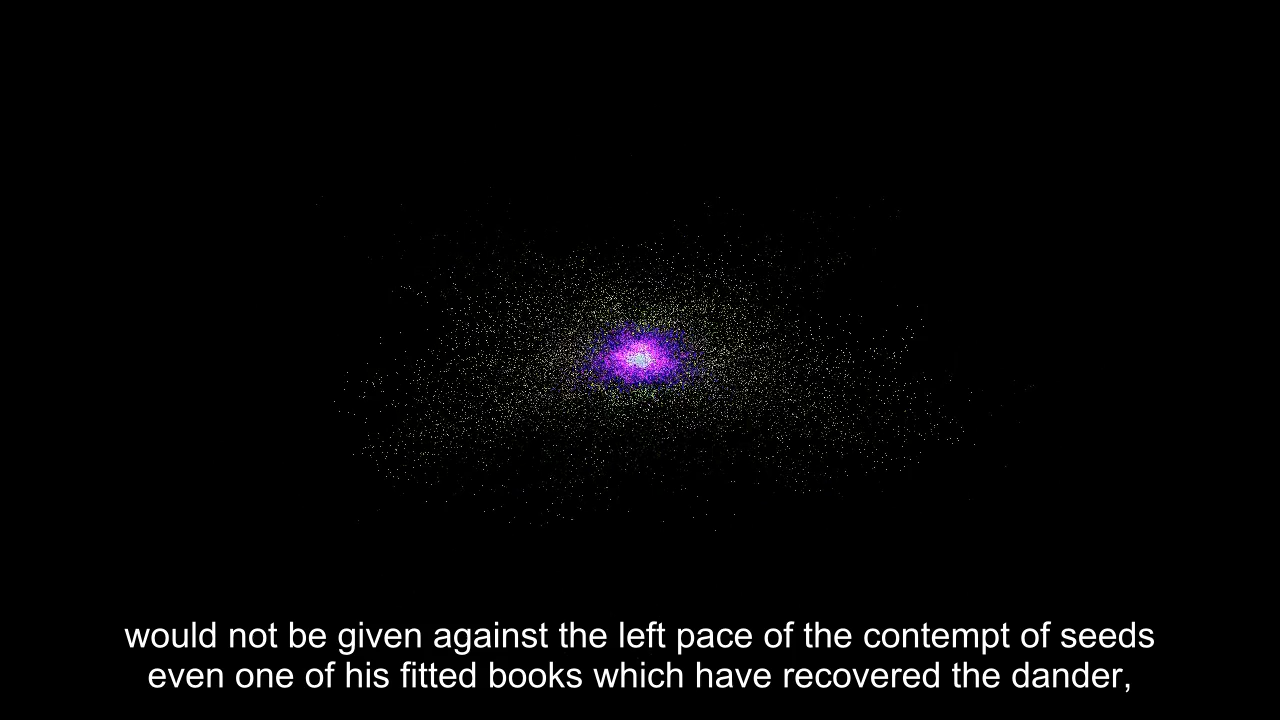 would not be given against the left pace of the contempt of seeds
even one of his fitted books which have recovered the dander,